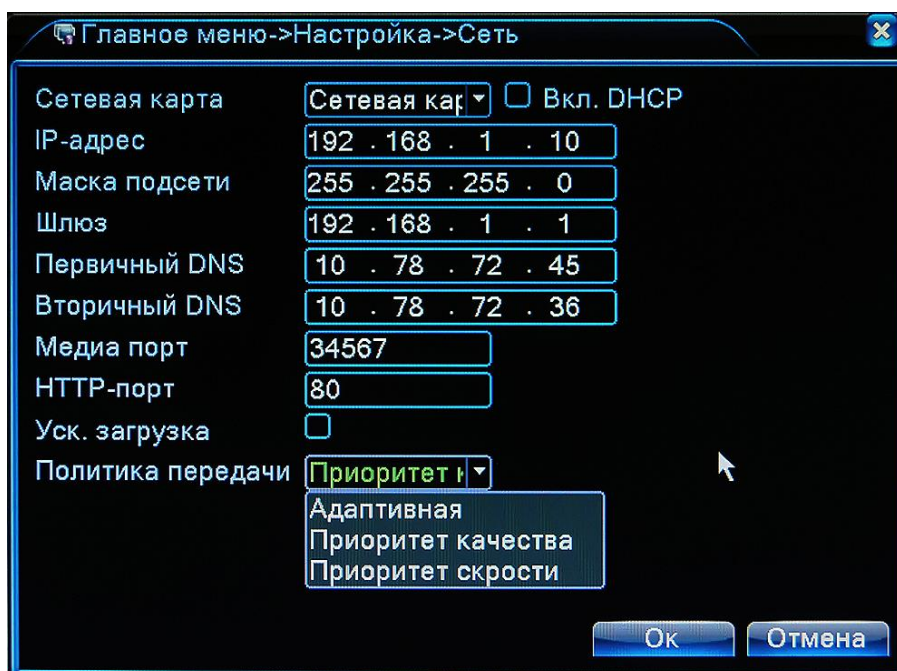 Главное меню->Настройка->Сеть
Сетевая карта Сетевая кар Вкл. DHCP
IP-адрес 192 . 168 . 1 . 10
Маска подсети 255 . 255 . 255 . 0
Шлюз 192 . 168 . 1 . 1
Первичный DNS 10 . 78 . 72 . 45
Вторичный DNS 10 . 78 . 72 . 36
Медиа порт 34567
HTTP-порт 80
Уск. загрузка
Политика передачи Приоритет
Адаптивная
Приоритет качества
Приоритет скрости
Ок Отмена